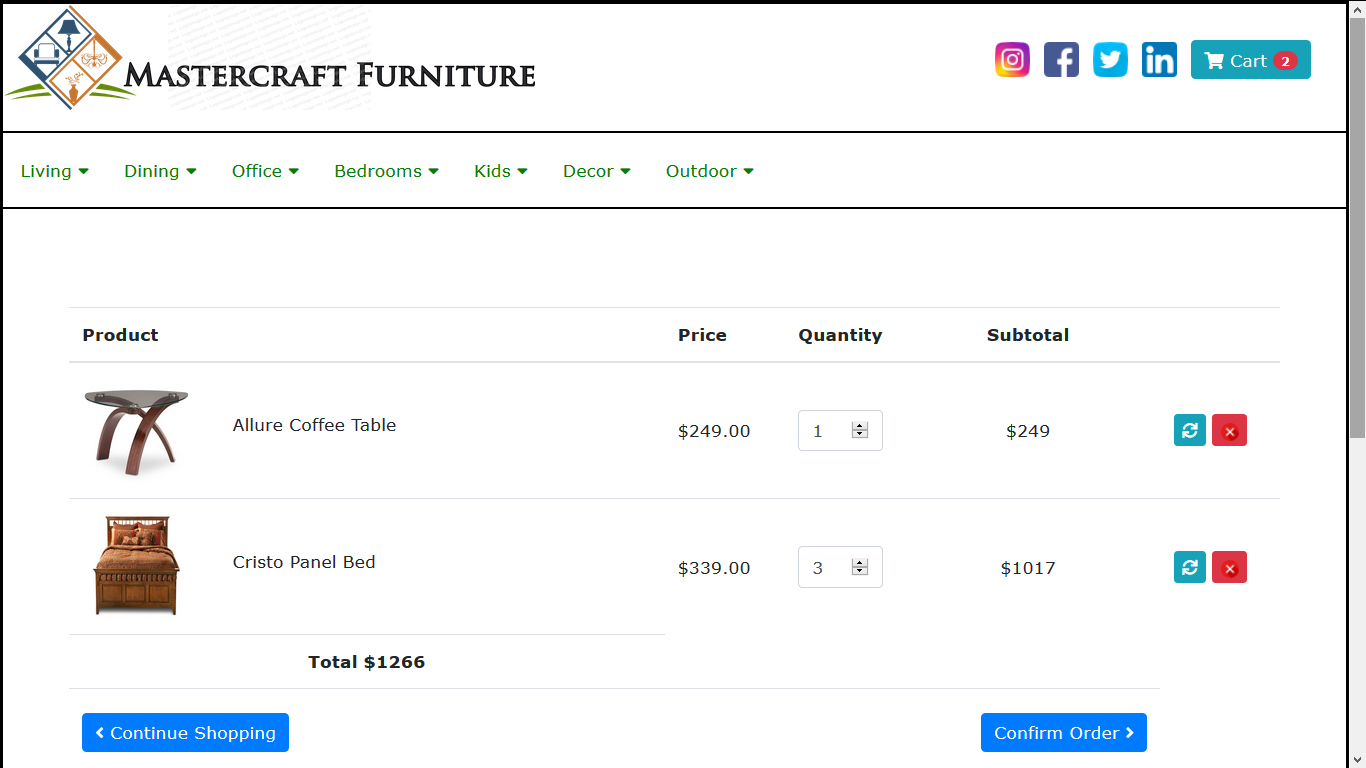 MASTERCRAFT FURNITURE
Cart 2
Living Dining Office Bedrooms Kids Decor Outdoor
Product Price Quantity Subtotal
Allure Coffee Table $249.00 1 $249
Cristo Panel Bed $339.00 3 $1017
Total $1266
Continue Shopping Confirm Order